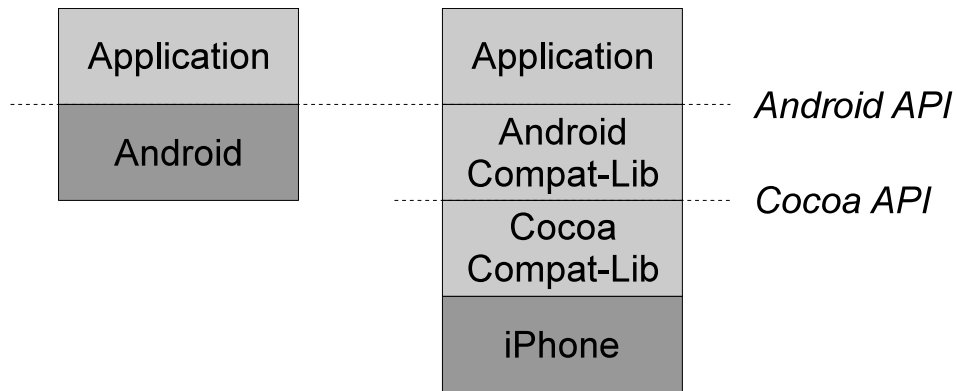 Application
Android
Application
Android
Compat-Lib
Cocoa
Compat-Lib
iPhone
Android API
Cocoa API